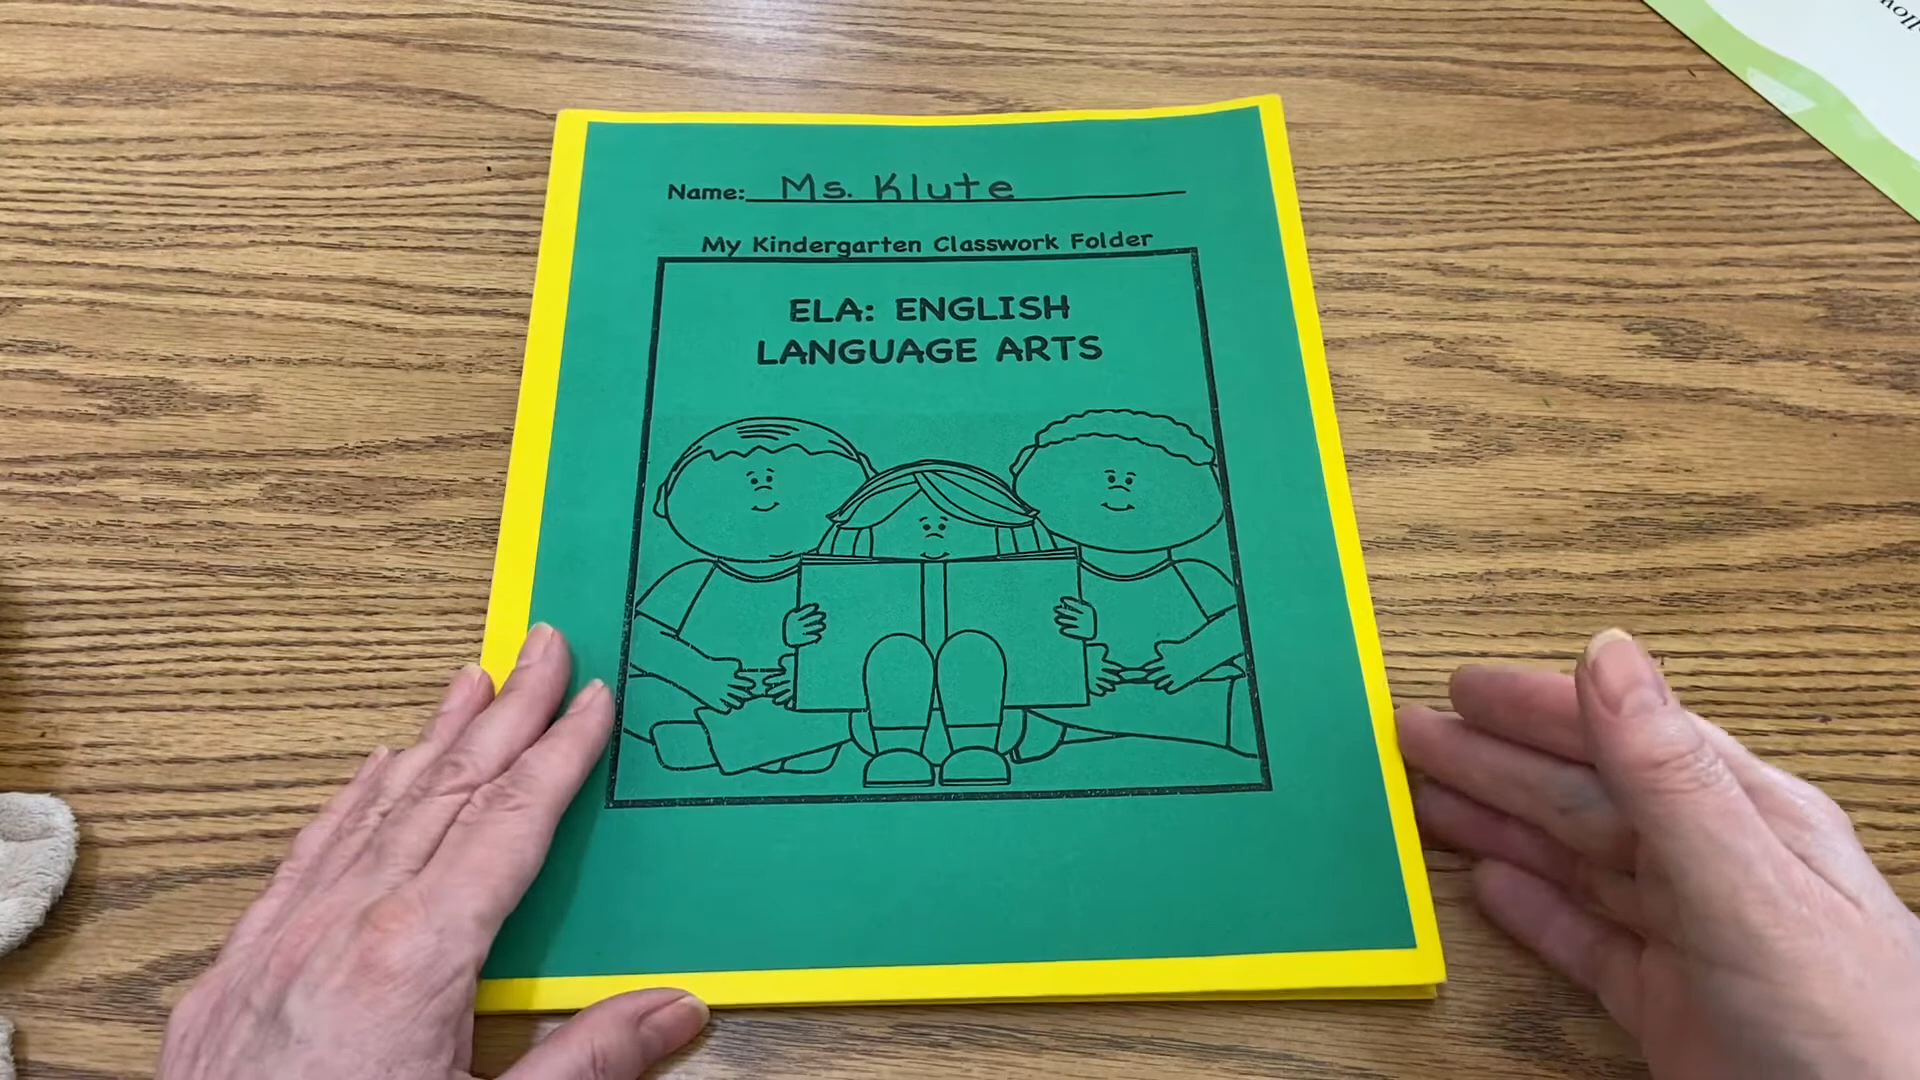 Name: Ms. Klute
My Kindergarten Classwork Folder
ELA: ENGLISH
LANGUAGE ARTS